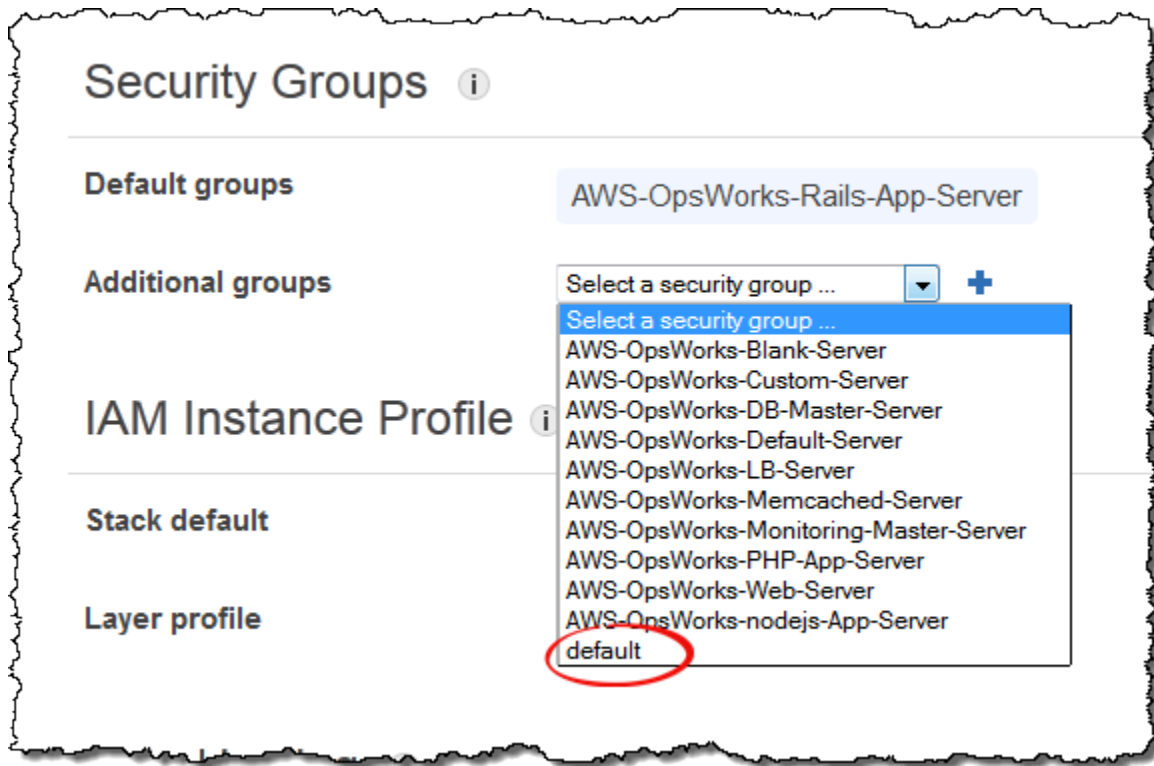 Security Groups i
Default groups
AWS-OpsWorks-Rails-App-Server
Additional groups
Select a security group ...
Select a security group ...
AWS-OpsWorks-Blank-Server
AWS-OpsWorks-Custom-Server
AWS-OpsWorks-DB-Master-Server
AWS-OpsWorks-Default-Server
AWS-OpsWorks-LB-Server
AWS-OpsWorks-Memcached-Server
AWS-OpsWorks-Monitoring-Master-Server
AWS-OpsWorks-PHP-App-Server
AWS-OpsWorks-Web-Server
AWS-OpsWorks-nodejs-App-Server
default
IAM Instance Profile i
Stack default
Layer profile